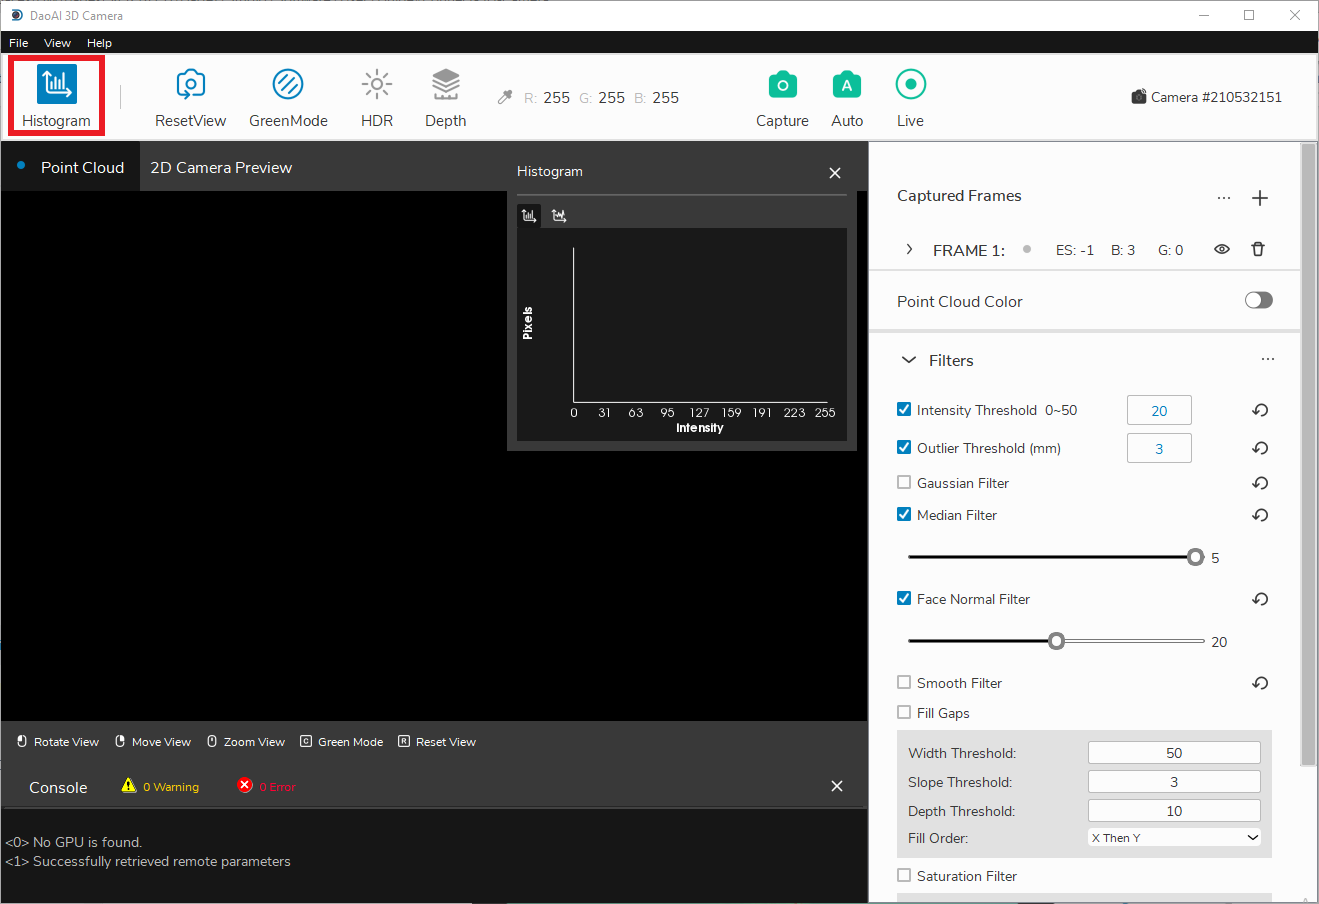 DaoAI 3D Camera
File View Help
Histogram ResetView GreenMode HDR Depth R: 255 G: 255 B: 255 Capture Auto Live Camera #210532151
Point Cloud 2D Camera Preview
Histogram
Pixels
0 31 63 95 127 159 191 223 255
Intensity
Rotate View Move View Zoom View C Green Mode R Reset View
Console 0 Warning 0 Error
<0> No GPU is found.
<1> Successfully retrieved remote parameters
Captured Frames ...
FRAME 1: ES: -1 B: 3 G: 0
Point Cloud Color
Filters ...
Intensity Threshold 0~50 20
Outlier Threshold (mm) 3
Gaussian Filter
Median Filter
5
Face Normal Filter
20
Smooth Filter
Fill Gaps
Width Threshold: 50
Slope Threshold: 3
Depth Threshold: 10
Fill Order: X Then Y
Saturation Filter